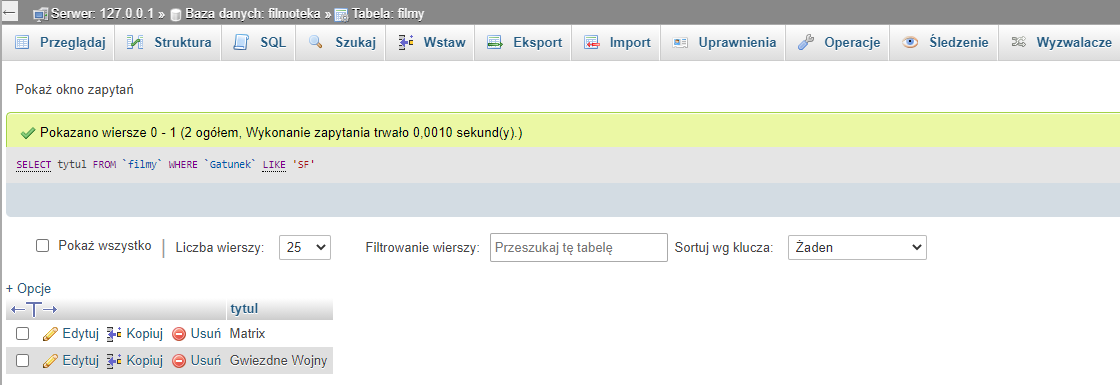 Serwer: 127.0.0.1 » Baza danych: filmoteka » Tabela: filmy
Przeglądaj Struktura SQL Szukaj Wstaw Eksport Import Uprawnienia Operacje Śledzenie Wyzwalacze
Pokaż okno zapytań
Pokazano wiersze 0 - 1 (2 ogółem, Wykonanie zapytania trwało 0,0010 sekund(y).)
SELECT tytul FROM `filmy` WHERE `Gatunek` LIKE 'SF'
Pokaż wszystko | Liczba wierszy: 25 Filtrowanie wierszy: Przeszukaj tę tabelę Sortuj wg klucza: Żaden
+ Opcje
←T→ tytul
Edytuj Kopiuj Usuń Matrix
Edytuj Kopiuj Usuń Gwiezdne Wojny